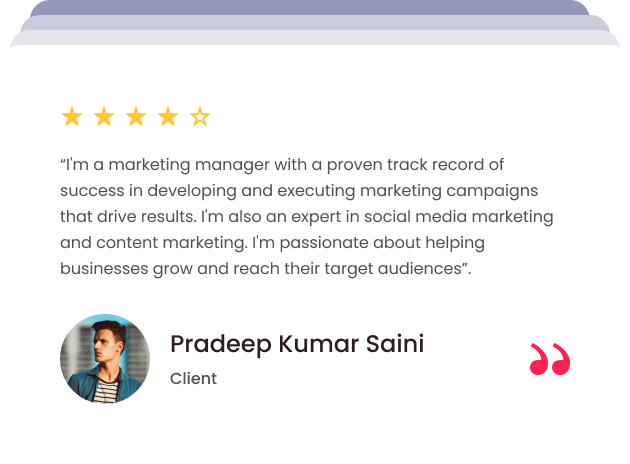 “I'm a marketing manager with a proven track record of
success in developing and executing marketing campaigns
that drive results. I'm also an expert in social media marketing
and content marketing. I'm passionate about helping
businesses grow and reach their target audiences”.
Pradeep Kumar Saini
Client